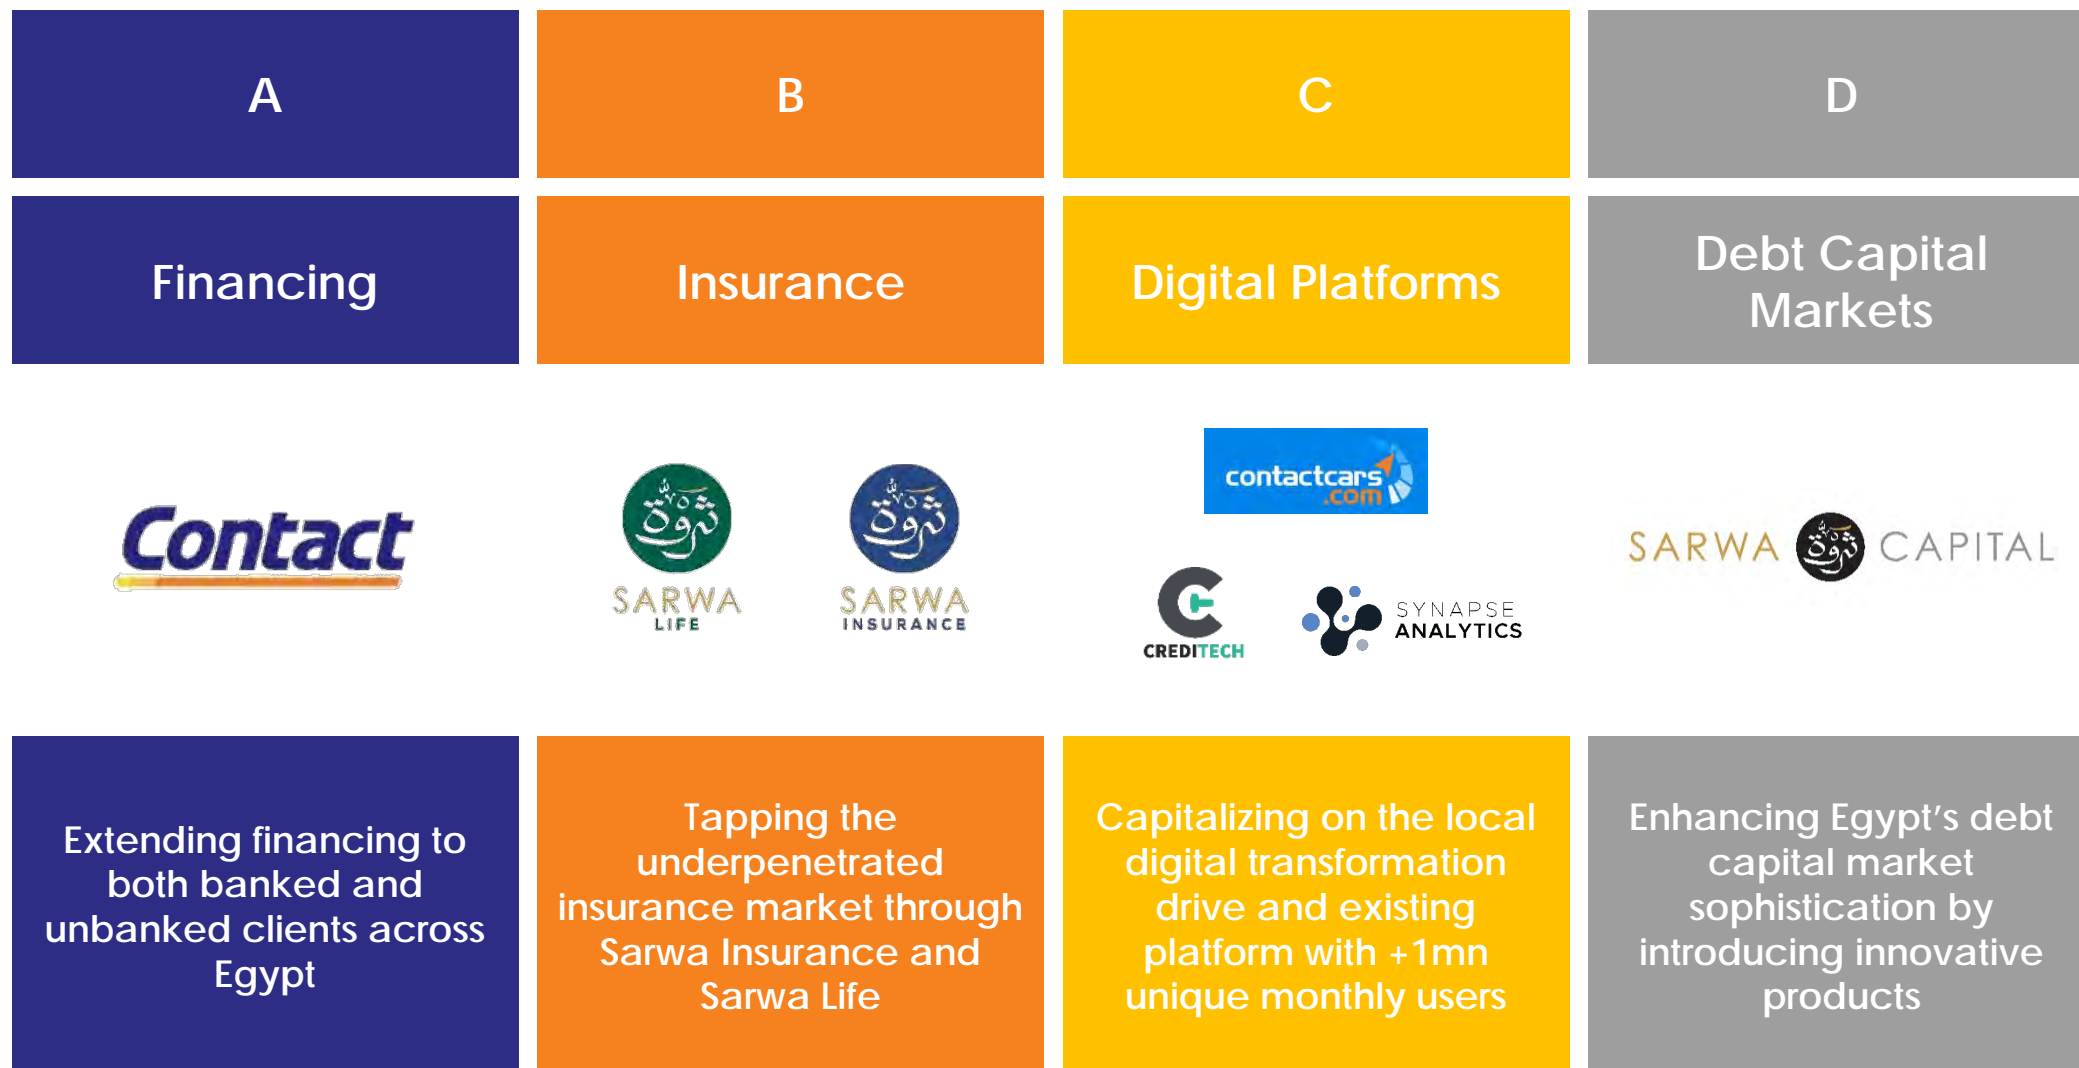 A
B
C
D
Financing
Insurance
Digital Platforms
Debt Capital
Markets
Contact
ثروة
SARWA
LIFE
ثروة
SARWA
INSURANCE
contactcars
.com
CREDITECH
SYNAPSE
ANALYTICS
SARWA ثروة CAPITAL
Extending financing to
both banked and
unbanked clients across
Egypt
Tapping the
underpenetrated
insurance market through
Sarwa Insurance and
Sarwa Life
Capitalizing on the local
digital transformation
drive and existing
platform with +1mn
unique monthly users
Enhancing Egypt’s debt
capital market
sophistication by
introducing innovative
products